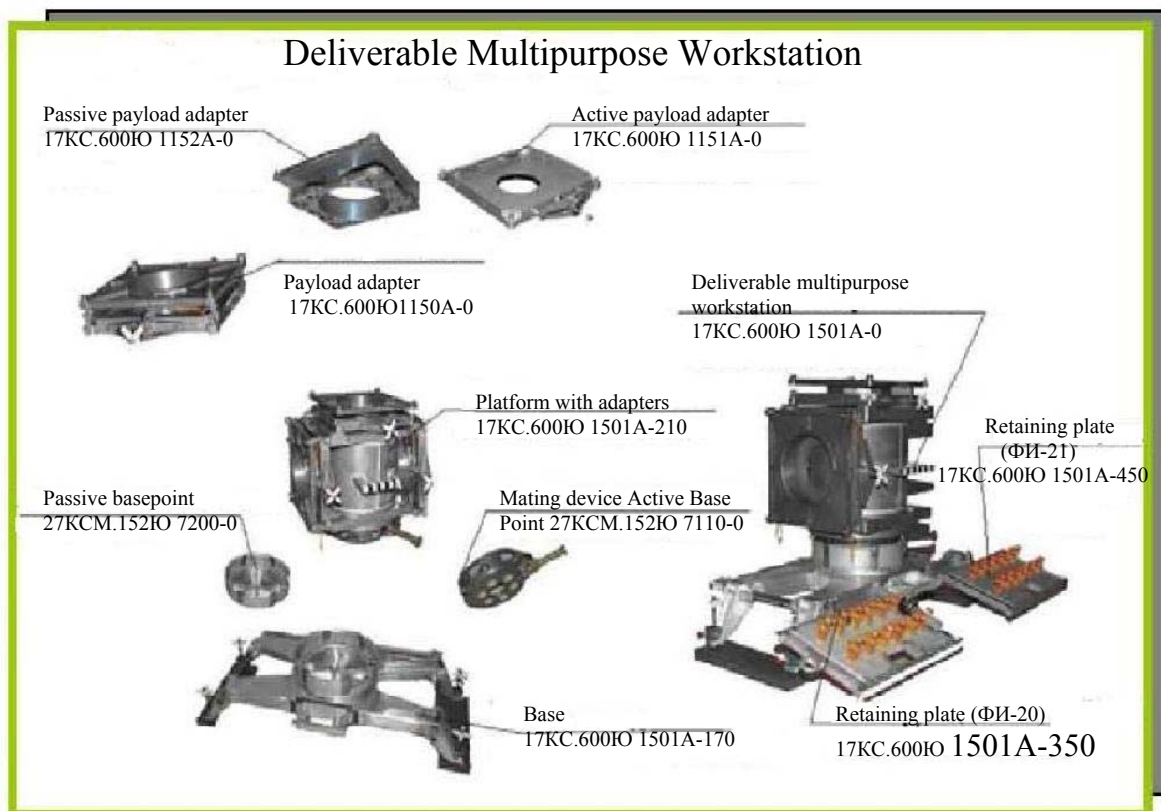 Deliverable Multipurpose Workstation
Passive payload adapter
17КС.600Ю 1152А-0
Active payload adapter
17КС.600Ю 1151А-0
Payload adapter
17КС.600Ю1150А-0
Deliverable multipurpose
workstation
17КС.600Ю 1501А-0
Platform with adapters
17КС.600Ю 1501А-210
Retaining plate
(ФИ-21)
17КС.600Ю 1501А-450
Passive basepoint
27КСМ.152Ю 7200-0
Mating device Active Base
Point 27КСМ.152Ю 7110-0
Base
17КС.600Ю 1501А-170
Retaining plate (ФИ-20)
17КС.600Ю 1501А-350